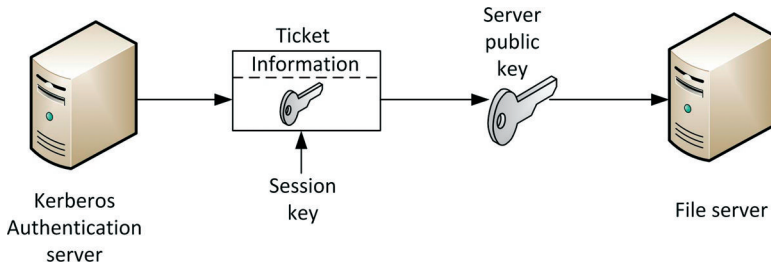 Kerberos
Authentication
server
Ticket
Information
Session
key
Server
public
key
File server